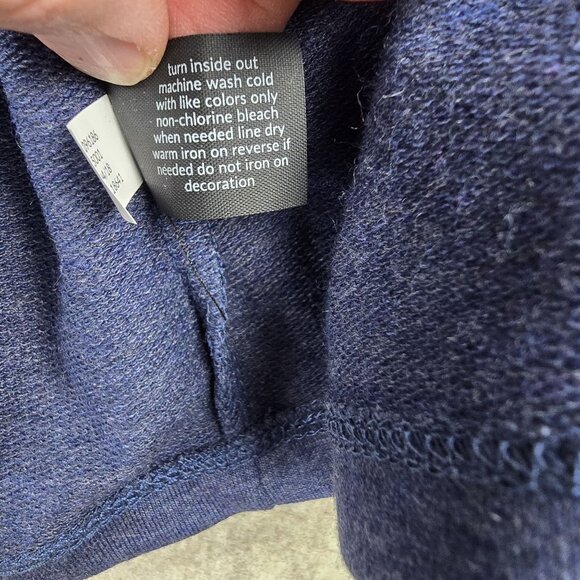 turn inside out
machine wash cold
with like colors only
non-chlorine bleach
when needed line dry
warm iron on reverse if
needed do not iron on
decoration